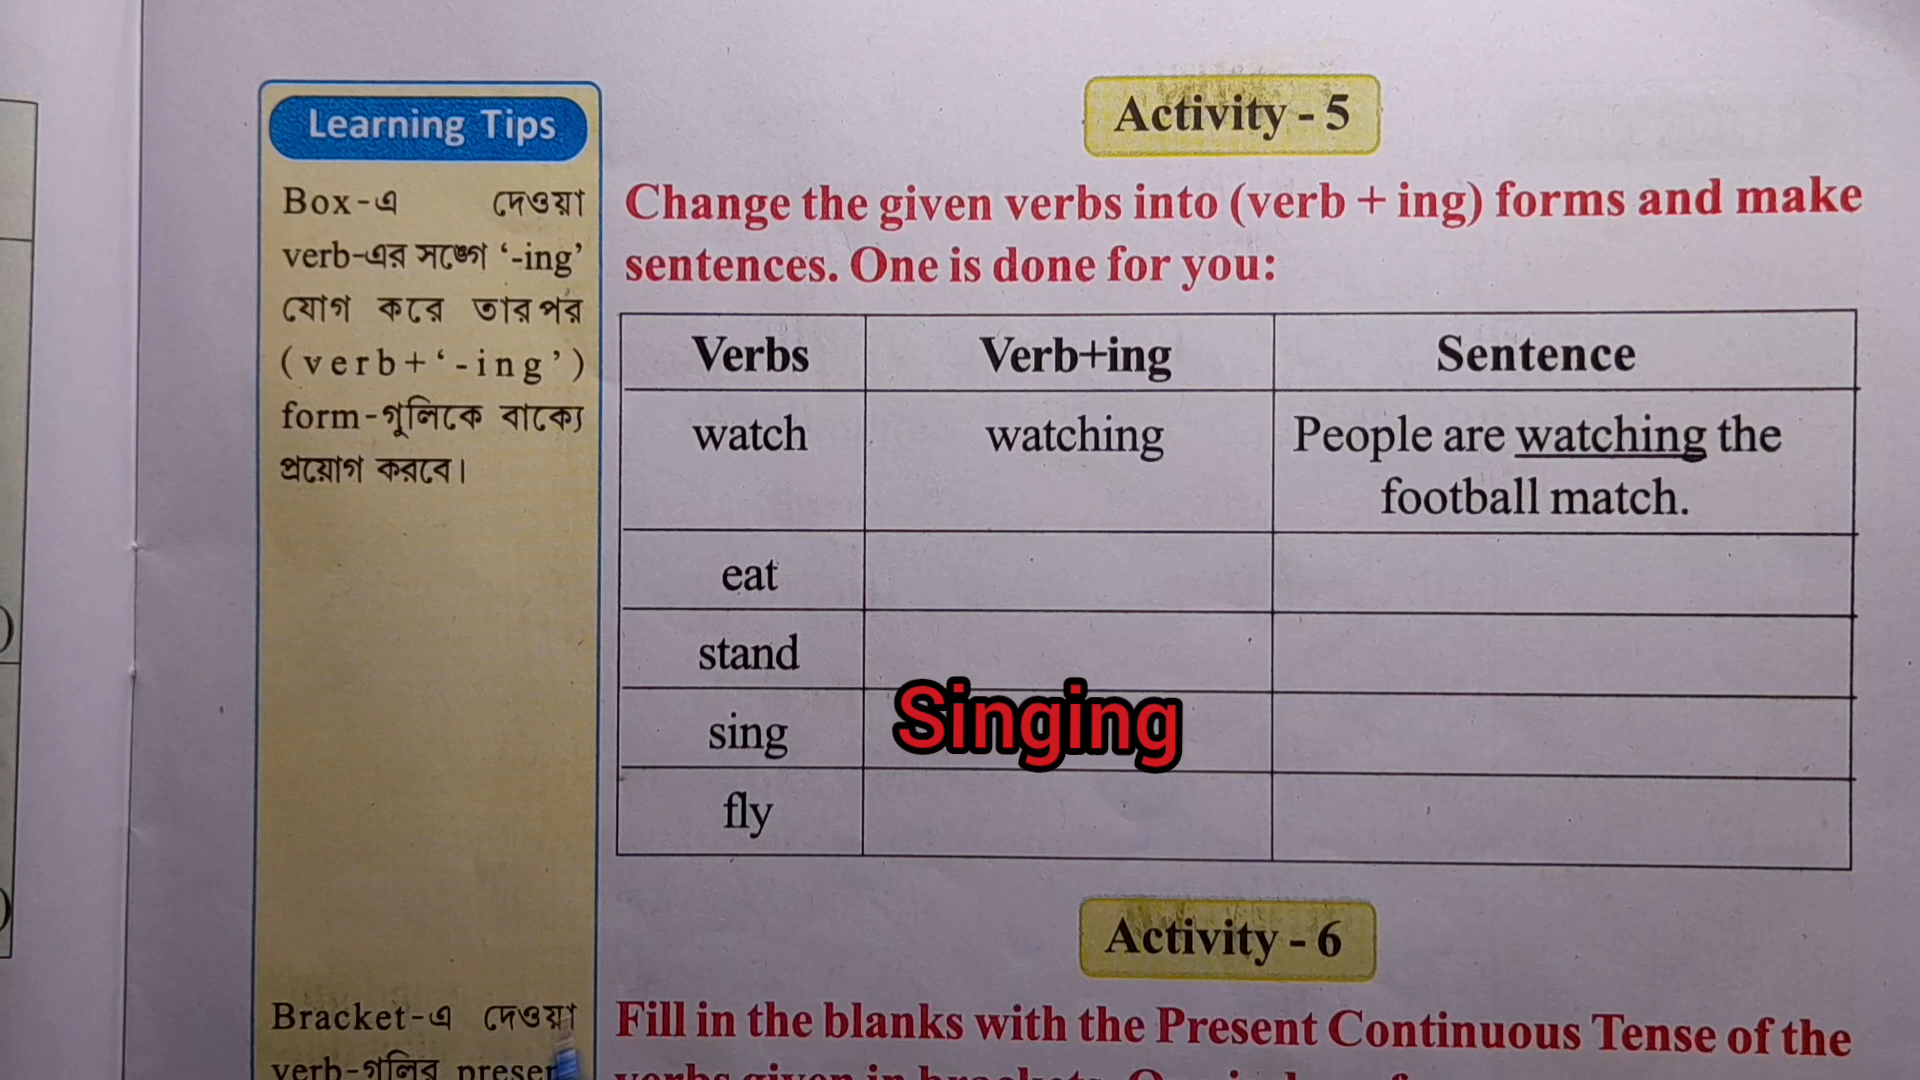 Learning Tips
Box-এ দেওয়া
verb-এর সঙ্গে ‘-ing’
যোগ করে তারপর
(verb+‘-ing’)
form-গুলিকে বাক্যে
প্রয়োগ করবে।
Activity - 5
Change the given verbs into (verb + ing) forms and make
sentences. One is done for you:
Verbs Verb+ing Sentence
watch watching People are watching the
football match.
eat
stand
sing Singing
fly
Activity - 6
Bracket-এ দেওয়া
verb-গুলির
Fill in the blanks with the Present Continuous Tense of the